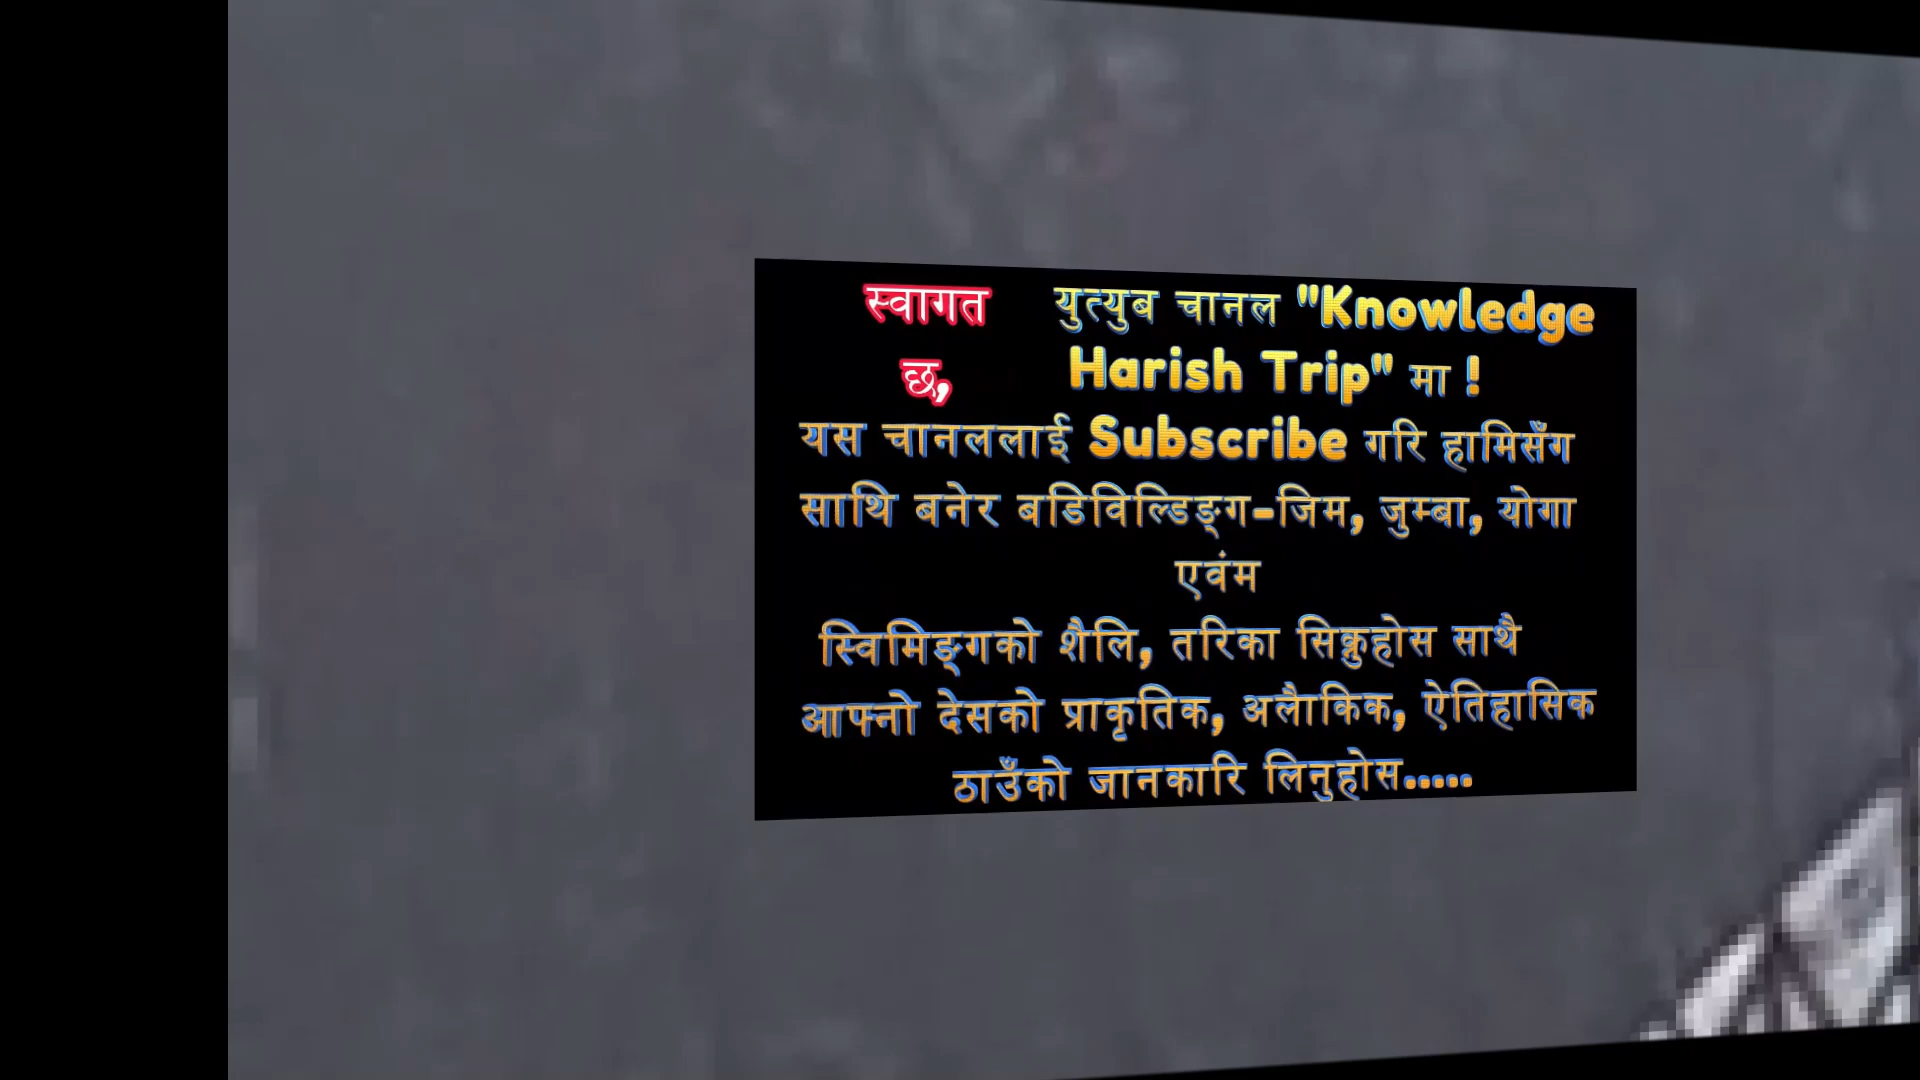 स्वागत युत्युब चानल "Knowledge
छ, Harish Trip" मा !
यस चानललाई Subscribe गरि हामिसँग
साथि बनेर बडिविल्डिङ्ग-जिम, जुम्बा, योगा
एवंम
स्विमिङ्गको शैलि, तरिका सिक्नुहोस साथै
आफ्नो देसको प्राकृतिक, अलौकिक, ऐतिहासिक
ठाउँको जानकारि लिनुहोस.....